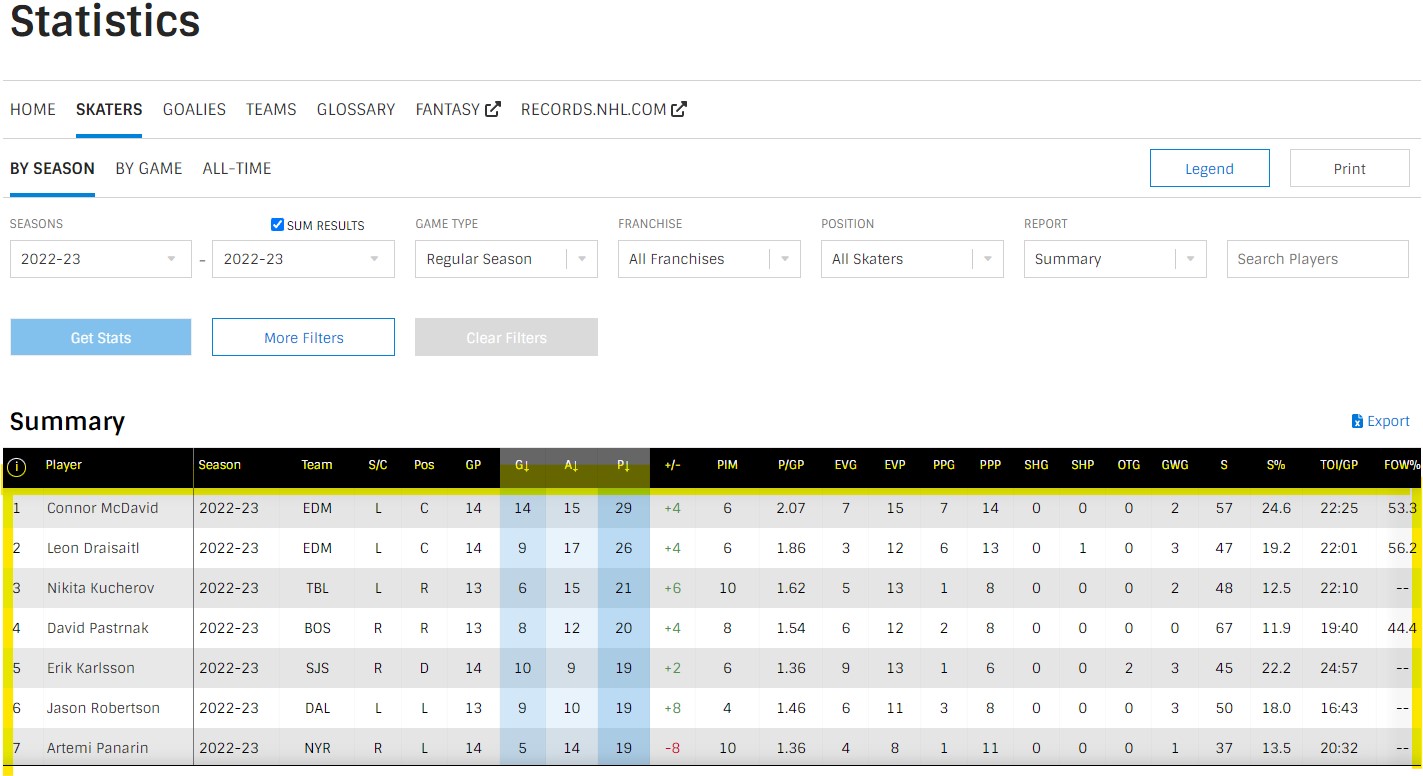 Statistics
HOME SKATERS GOALIES TEAMS GLOSSARY FANTASY RECORDS.NHL.COM
BY SEASON BY GAME ALL-TIME Legend Print
SEASONS SUM RESULTS GAME TYPE FRANCHISE POSITION REPORT
2022-23 - 2022-23 Regular Season All Franchises All Skaters Summary Search Players
Get Stats More Filters Clear Filters
Summary Export
i Player Season Team S/C Pos GP G↓ A↓ P↓ +/- PIM P/GP EVG EVP PPG PPP SHG SHP OTG GWG S S% TOI/GP FOW%
1 Connor McDavid 2022-23 EDM L C 14 14 15 29 +4 6 2.07 7 15 7 14 0 0 0 2 57 24.6 22:25 53.3
2 Leon Draisaitl 2022-23 EDM L C 14 9 17 26 +4 6 1.86 3 12 6 13 0 1 0 3 47 19.2 22:01 56.2
3 Nikita Kucherov 2022-23 TBL L R 13 6 15 21 +6 10 1.62 5 13 1 8 0 0 0 2 48 12.5 22:10 --
4 David Pastrnak 2022-23 BOS R R 13 8 12 20 +4 8 1.54 6 12 2 8 0 0 0 0 67 11.9 19:40 44.4
5 Erik Karlsson 2022-23 SJS R D 14 10 9 19 +2 6 1.36 9 13 1 6 0 0 2 3 45 22.2 24:57 --
6 Jason Robertson 2022-23 DAL L L 13 9 10 19 +8 4 1.46 6 11 3 8 0 0 0 3 50 18.0 16:43 --
7 Artemi Panarin 2022-23 NYR R L 14 5 14 19 -8 10 1.36 4 8 1 11 0 0 0 1 37 13.5 20:32 --